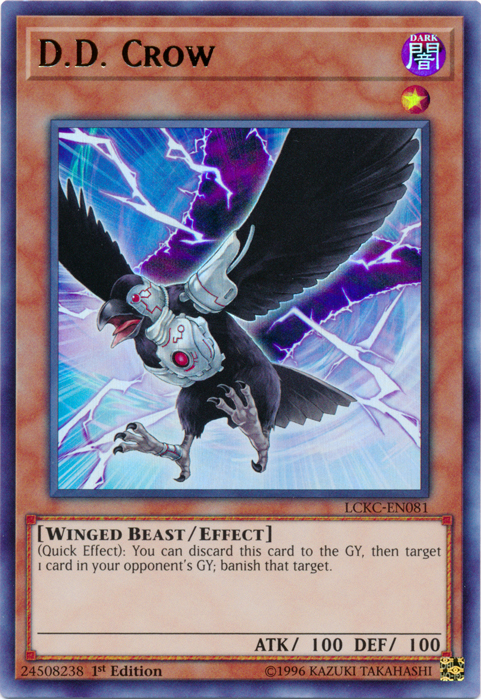 D.D. Crow
DARK
闇
LCKC-EN081
[Winged Beast/Effect]
(Quick Effect): You can discard this card to the GY, then target
1 card in your opponent's GY; banish that target.
ATK/ 100 DEF/ 100
24508238 1st Edition ©1996 KAZUKI TAKAHASHI